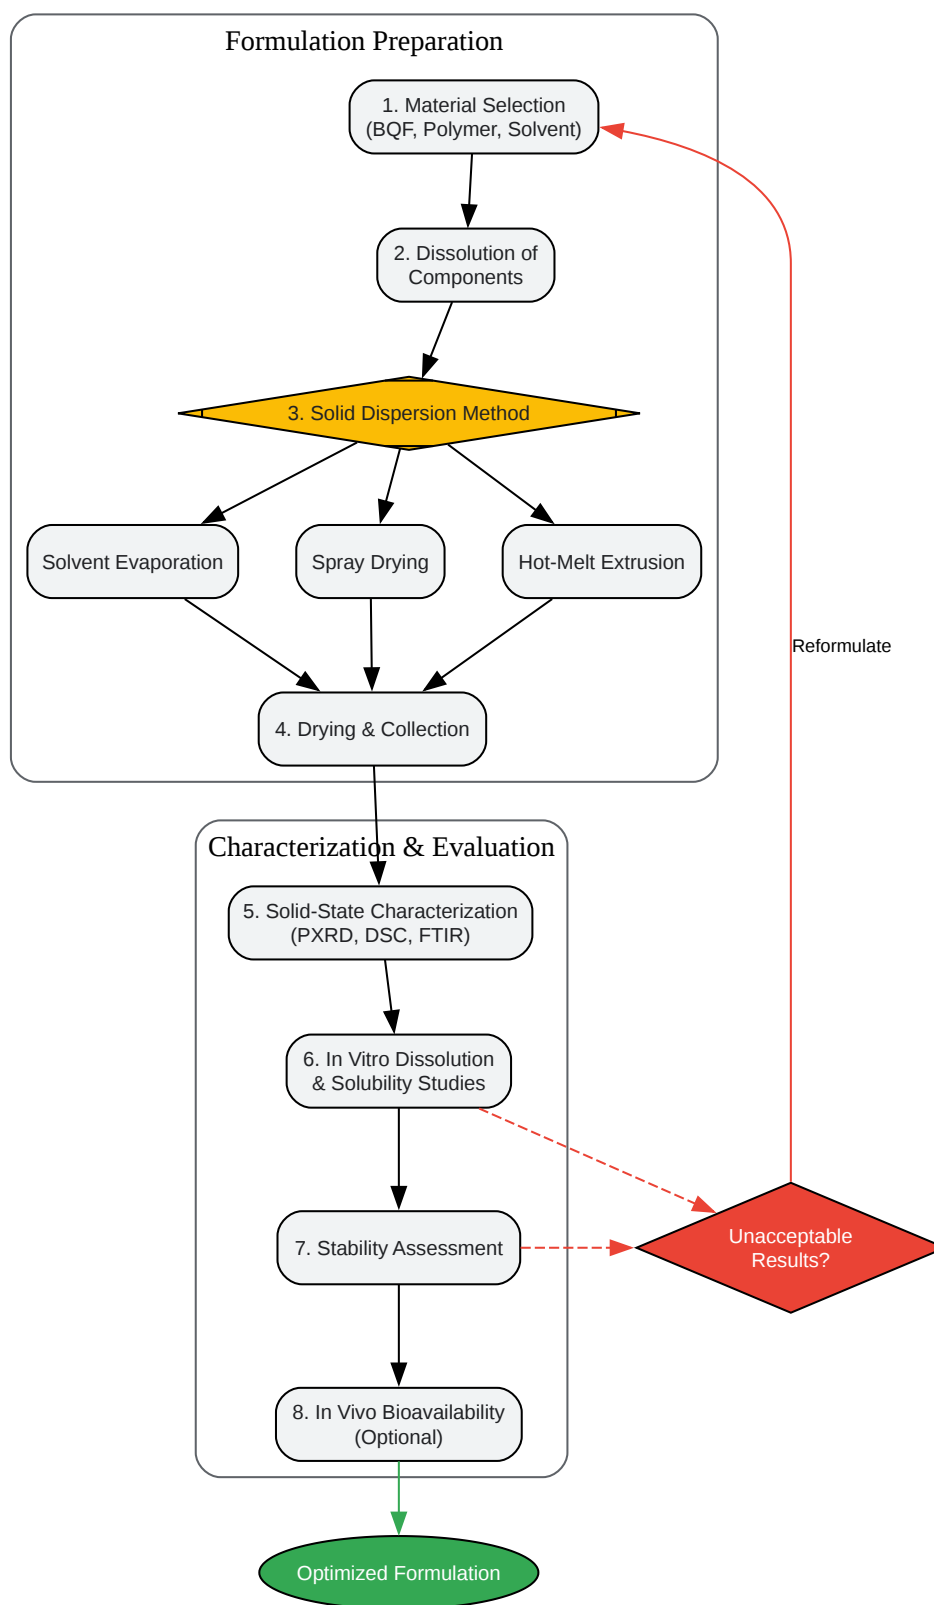 Formulation Preparation
1. Material Selection
(BQF, Polymer, Solvent)
2. Dissolution of
Components
3. Solid Dispersion Method
Solvent Evaporation
Spray Drying
Hot-Melt Extrusion
Reformulate
4. Drying & Collection
Characterization & Evaluation
5. Solid-State Characterization
(PXRD, DSC, FTIR)
6. In Vitro Dissolution
& Solubility Studies
7. Stability Assessment
Unacceptable
Results?
8. In Vivo Bioavailability
(Optional)
Optimized Formulation